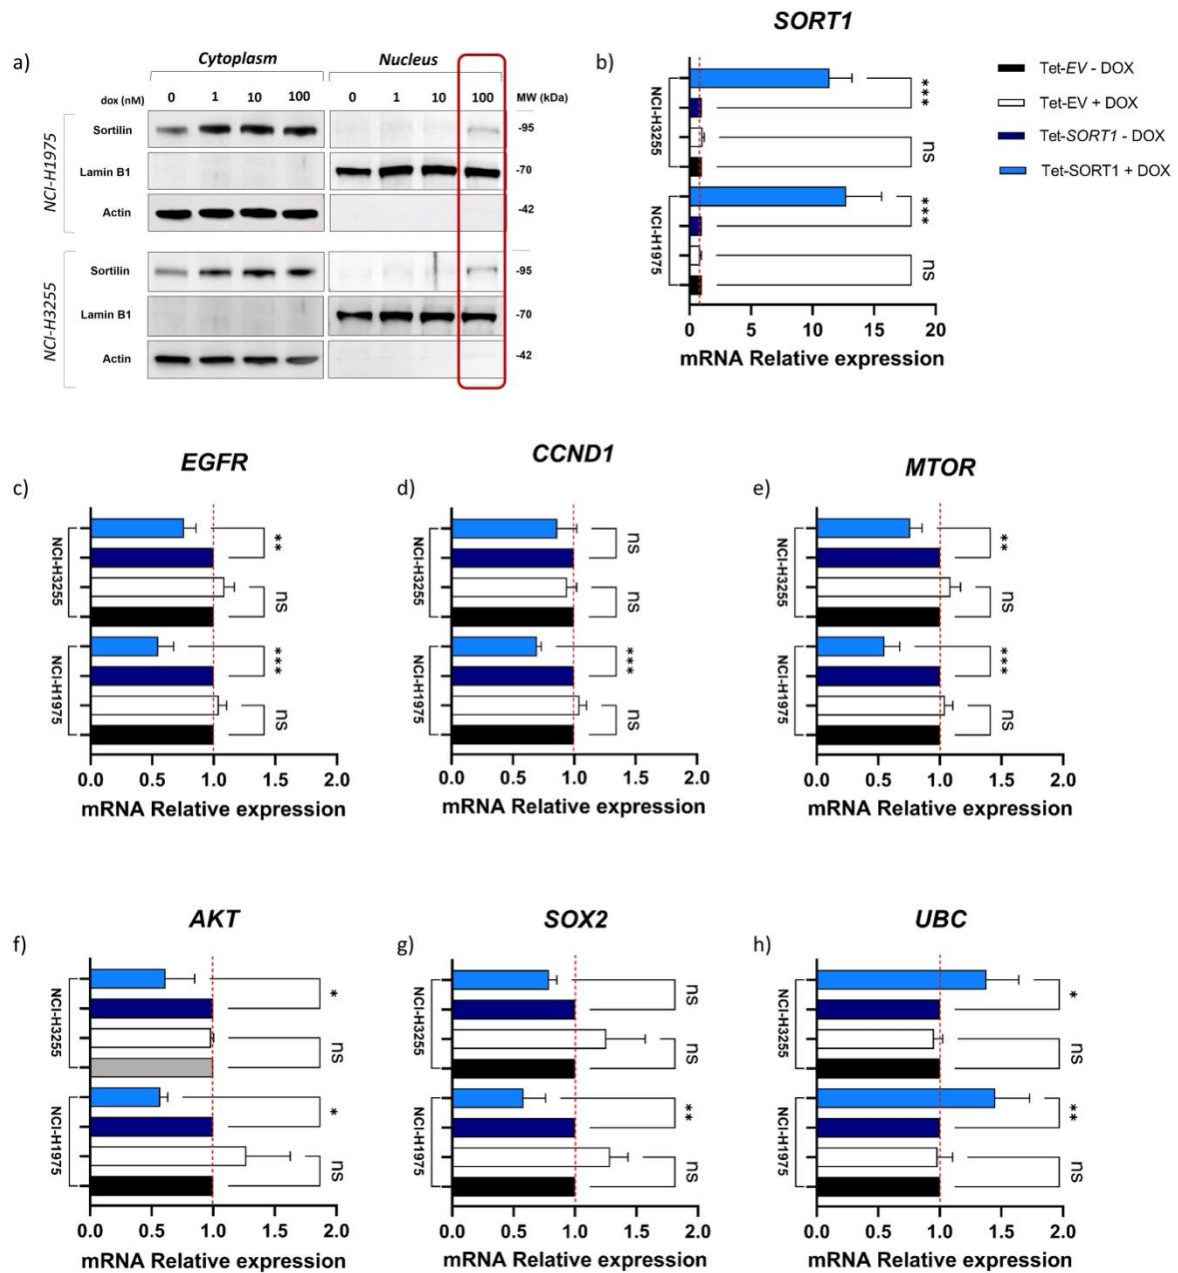 SORT1
a)
Cytoplasm
Nucleus
dox (nM)
0
1
10
100
0
1
10
100
MW (kDa)
NCI-H1975
Sortilin
-95
Lamin B1
-70
Actin
-42
NCI-H3255
Sortilin
-95
Lamin B1
-70
Actin
-42
b)
NCI-H3255
NCI-H1975
***
ns
***
ns
0
5
10
15
20
mRNA Relative expression
Tet-EV - DOX
Tet-EV + DOX
Tet-SORT1 - DOX
Tet-SORT1 + DOX
c)
EGFR
NCI-H3255
NCI-H1975
**
ns
***
ns
0.0
0.5
1.0
1.5
2.0
mRNA Relative expression
d)
CCND1
NCI-H3255
NCI-H1975
ns
ns
***
ns
0.0
0.5
1.0
1.5
2.0
mRNA Relative expression
e)
MTOR
NCI-H3255
NCI-H1975
**
ns
***
ns
0.0
0.5
1.0
1.5
2.0
mRNA Relative expression
f)
AKT
NCI-H3255
NCI-H1975
*
ns
*
ns
0.0
0.5
1.0
1.5
2.0
mRNA Relative expression
g)
SOX2
NCI-H3255
NCI-H1975
ns
ns
**
ns
0.0
0.5
1.0
1.5
2.0
mRNA Relative expression
h)
UBC
NCI-H3255
NCI-H1975
*
ns
**
ns
0.0
0.5
1.0
1.5
2.0
mRNA Relative expression